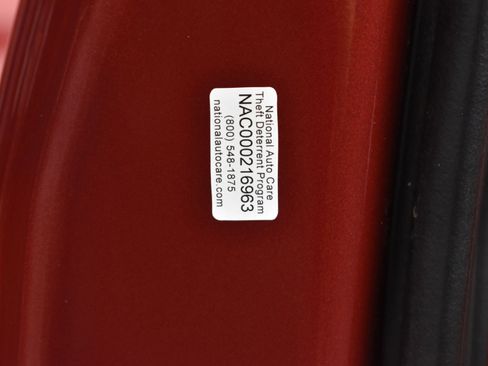 National Auto Care
Theft Deterrent Program
NAC000216963
(800) 548-1875
nationalautocare.com